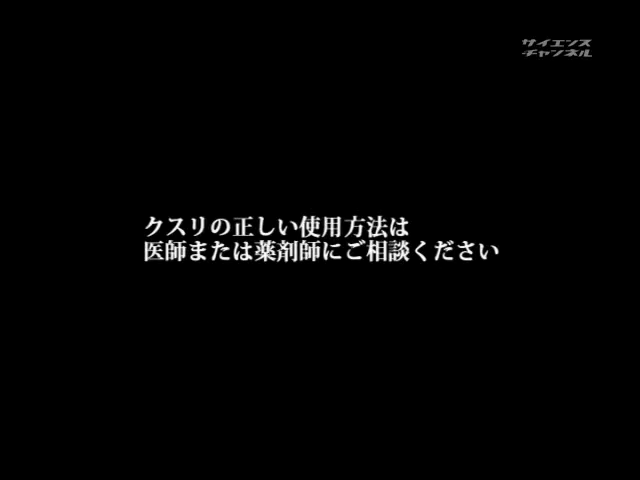 サイエンス
チャンネル
クスリの正しい使用方法は
医師または薬剤師にご相談ください